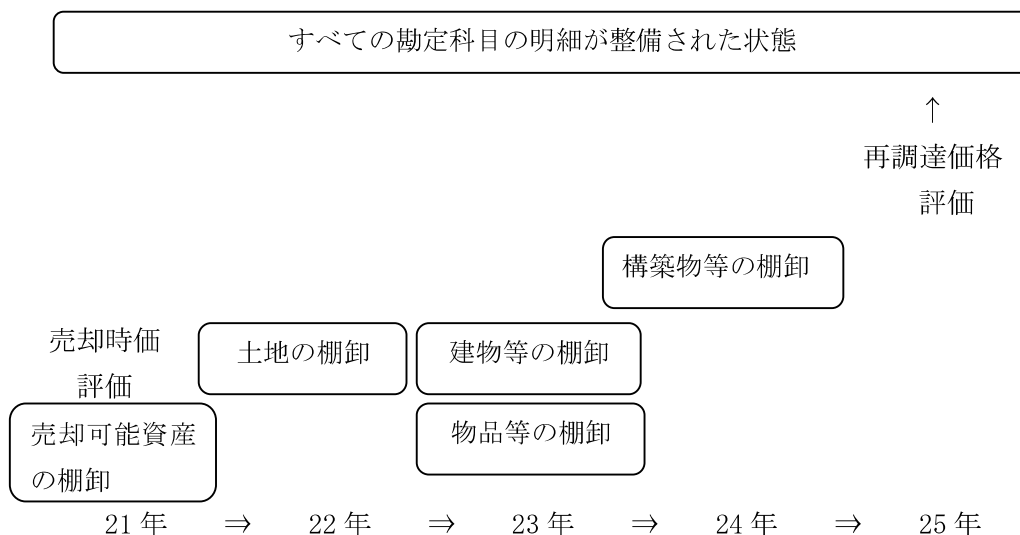 すべての勘定科目の明細が整備された状態
↑
再調達価格
評価
構築物等の棚卸
売却時価
評価
土地の棚卸
建物等の棚卸
売却可能資産
の棚卸
物品等の棚卸
21年 ⇒ 22年 ⇒ 23年 ⇒ 24年 ⇒ 25年